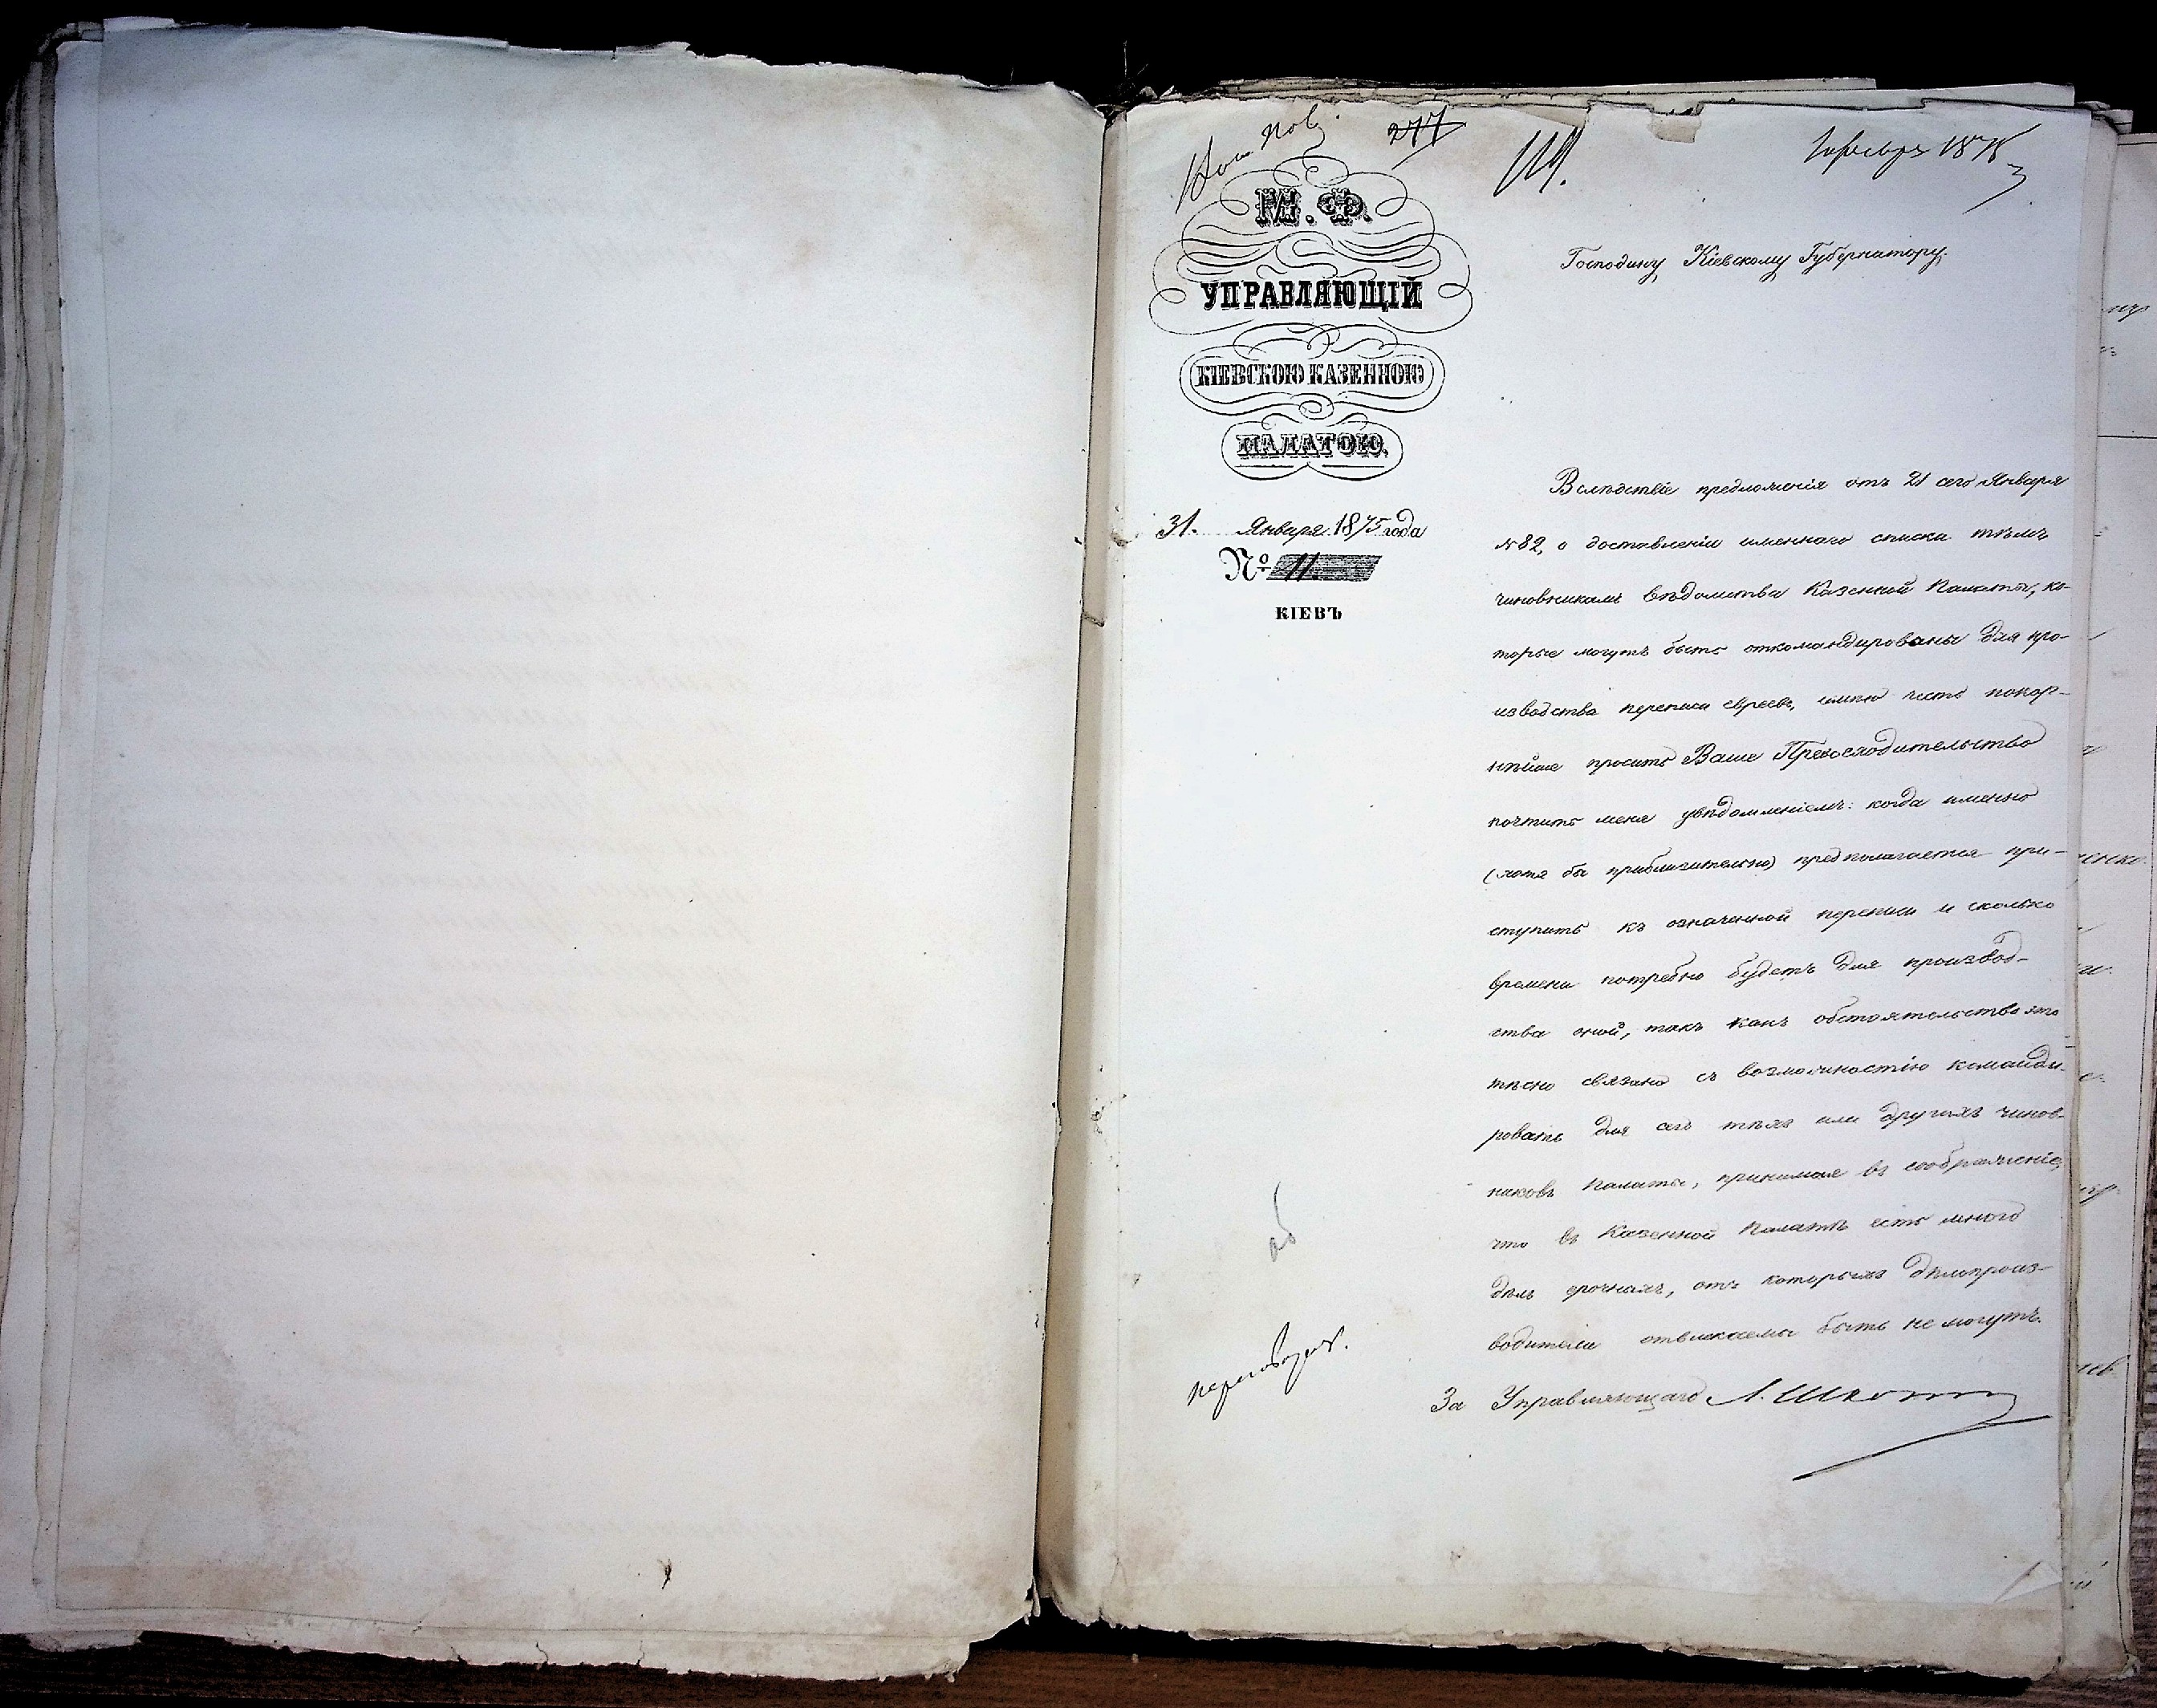 277
М. Ф.
УПРАВЛЯЮЩІЙ
КІЕВСКОЮ КАЗЕННОЮ
ПАЛАТОЮ.
31. Января 1875 года
№ 11.
КІЕВЪ
Господину Кіевскому Губернатору.
Вслѣдствіе предложенія отъ 21 сего Января
№ 82, о доставленіи именнаго списка тѣмъ
чиновникамъ вѣдомства Казенной Палаты, ко-
торые могутъ быть откомандированы для про-
изводства переписи евреевъ, имѣю честь покор-
нѣйше просить Ваше Превосходительство
почтить меня увѣдомленіемъ: когда именно
(хотя бы приблизительно) предполагается при-
ступить къ означенной переписи и сколько
времени потребно будетъ для производ-
ства оной, такъ какъ обстоятельство это
тѣсно связано съ возможностію команди-
ровать для сего тѣхъ или другихъ чинов-
никовъ Палаты, принимая въ соображеніе,
что въ Казенной Палатѣ есть много
дѣлъ срочныхъ, отъ которыхъ дѣлопроиз-
водители отвлекаемы быть не могутъ.
За Управляющаго